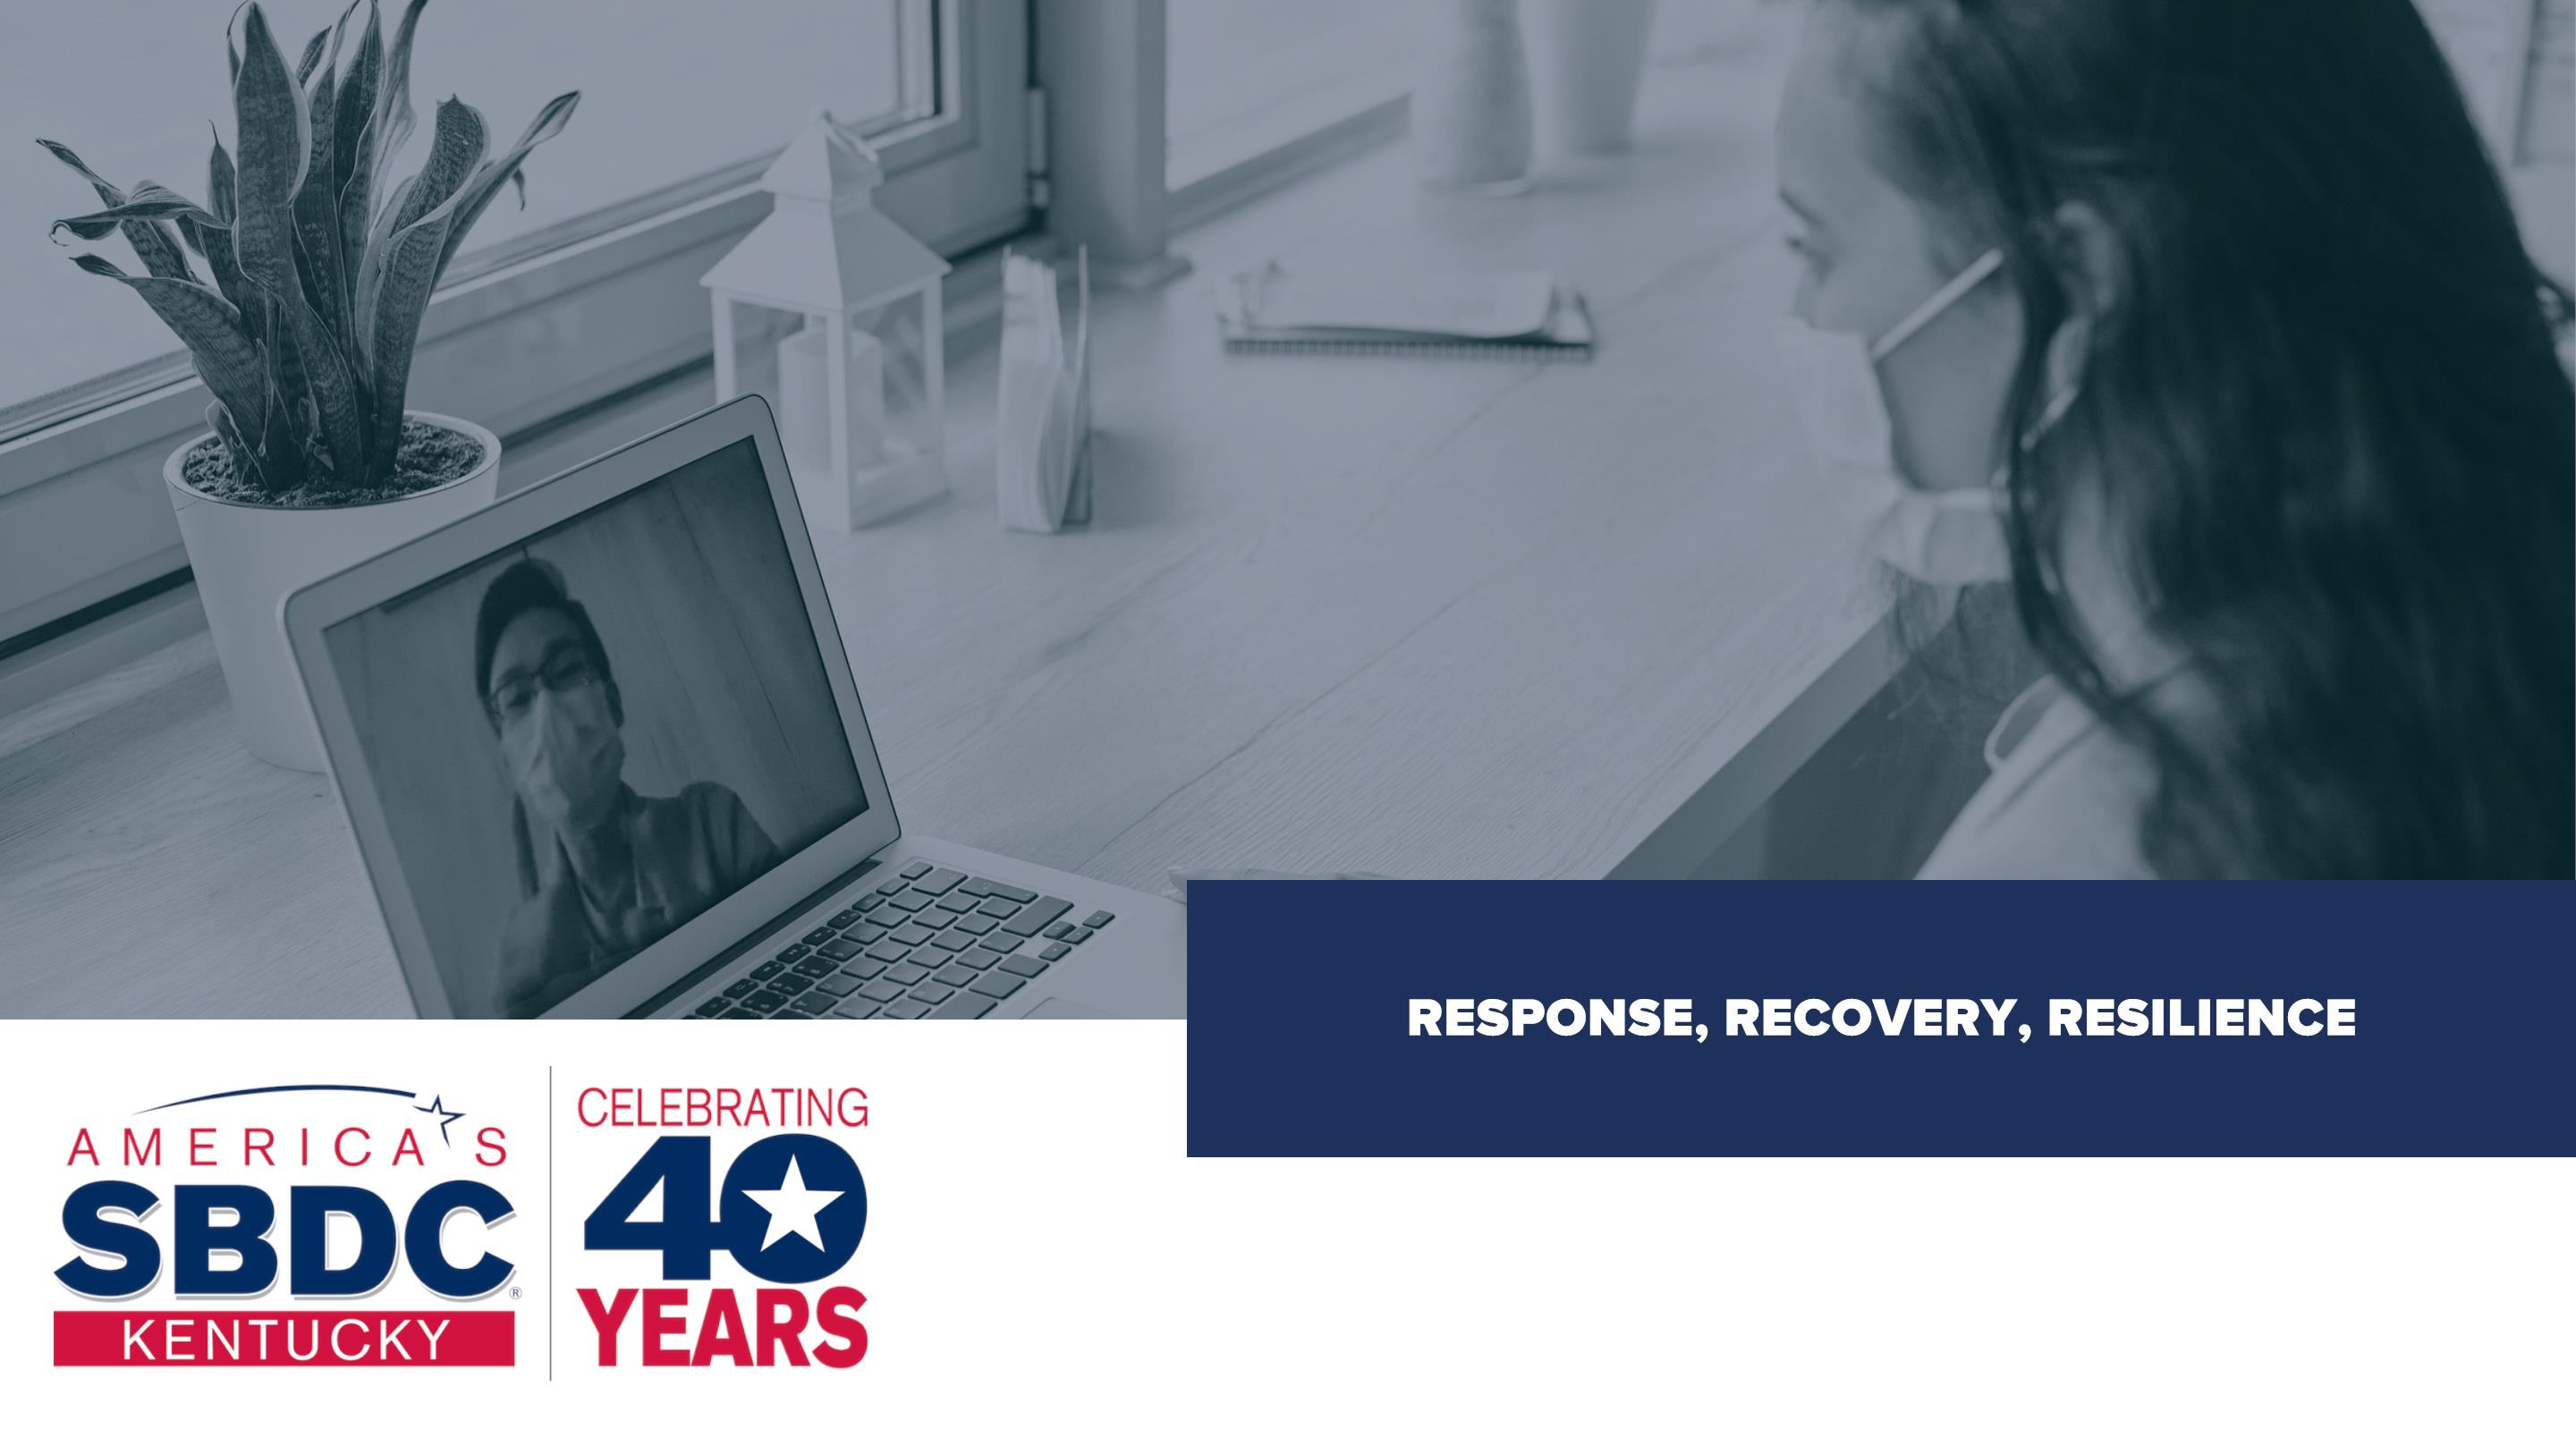 RESPONSE, RECOVERY, RESILIENCE
AMERICA'S
SBDC®
KENTUCKY
CELEBRATING
40
YEARS